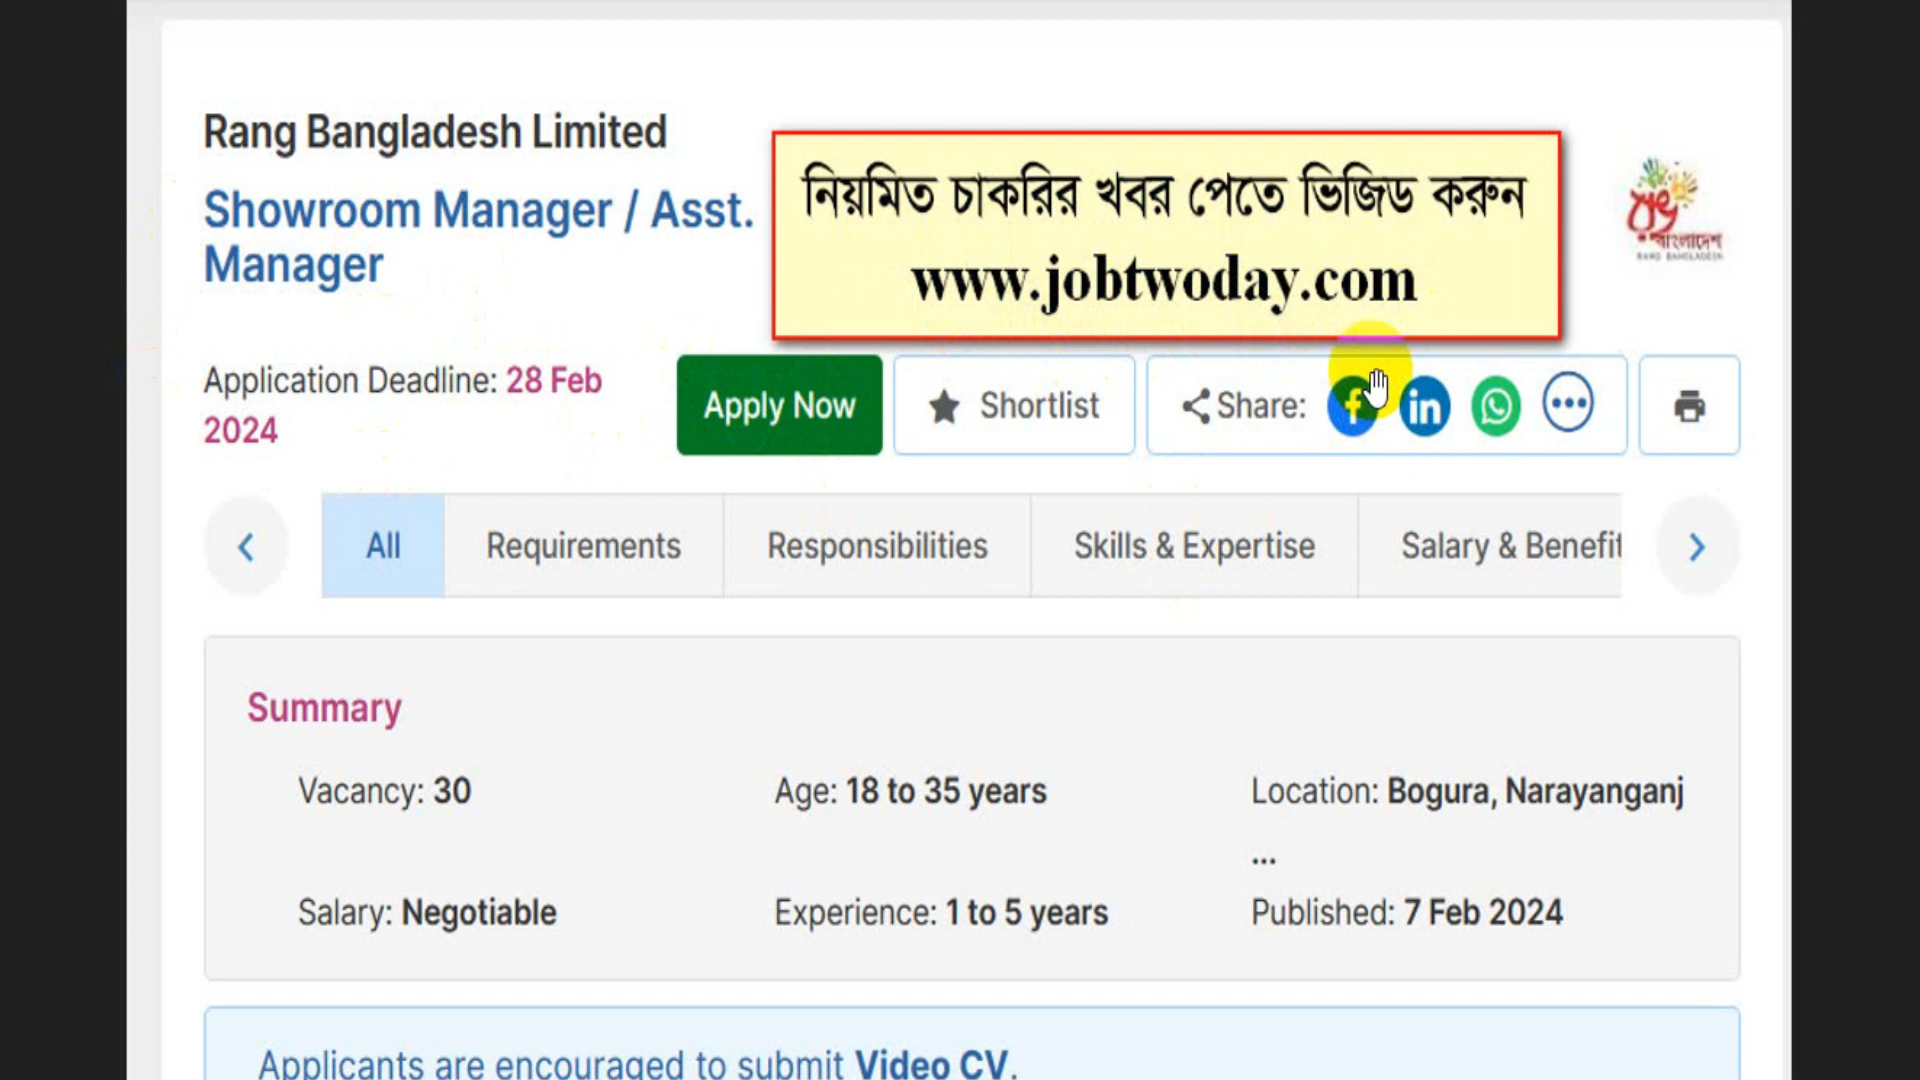 Rang Bangladesh Limited
Showroom Manager / Asst.
Manager
নিয়মিত চাকরির খবর পেতে ভিজিড করুন
www.jobtwoday.com
রঙ
বাংলাদেশ
RANG BANGLADESH
Application Deadline: 28 Feb
2024
Apply Now
Shortlist
Share:
All
Requirements
Responsibilities
Skills & Expertise
Salary & Benefit
Summary
Vacancy: 30
Age: 18 to 35 years
Location: Bogura, Narayanganj
...
Salary: Negotiable
Experience: 1 to 5 years
Published: 7 Feb 2024
Applicants are encouraged to submit Video CV.